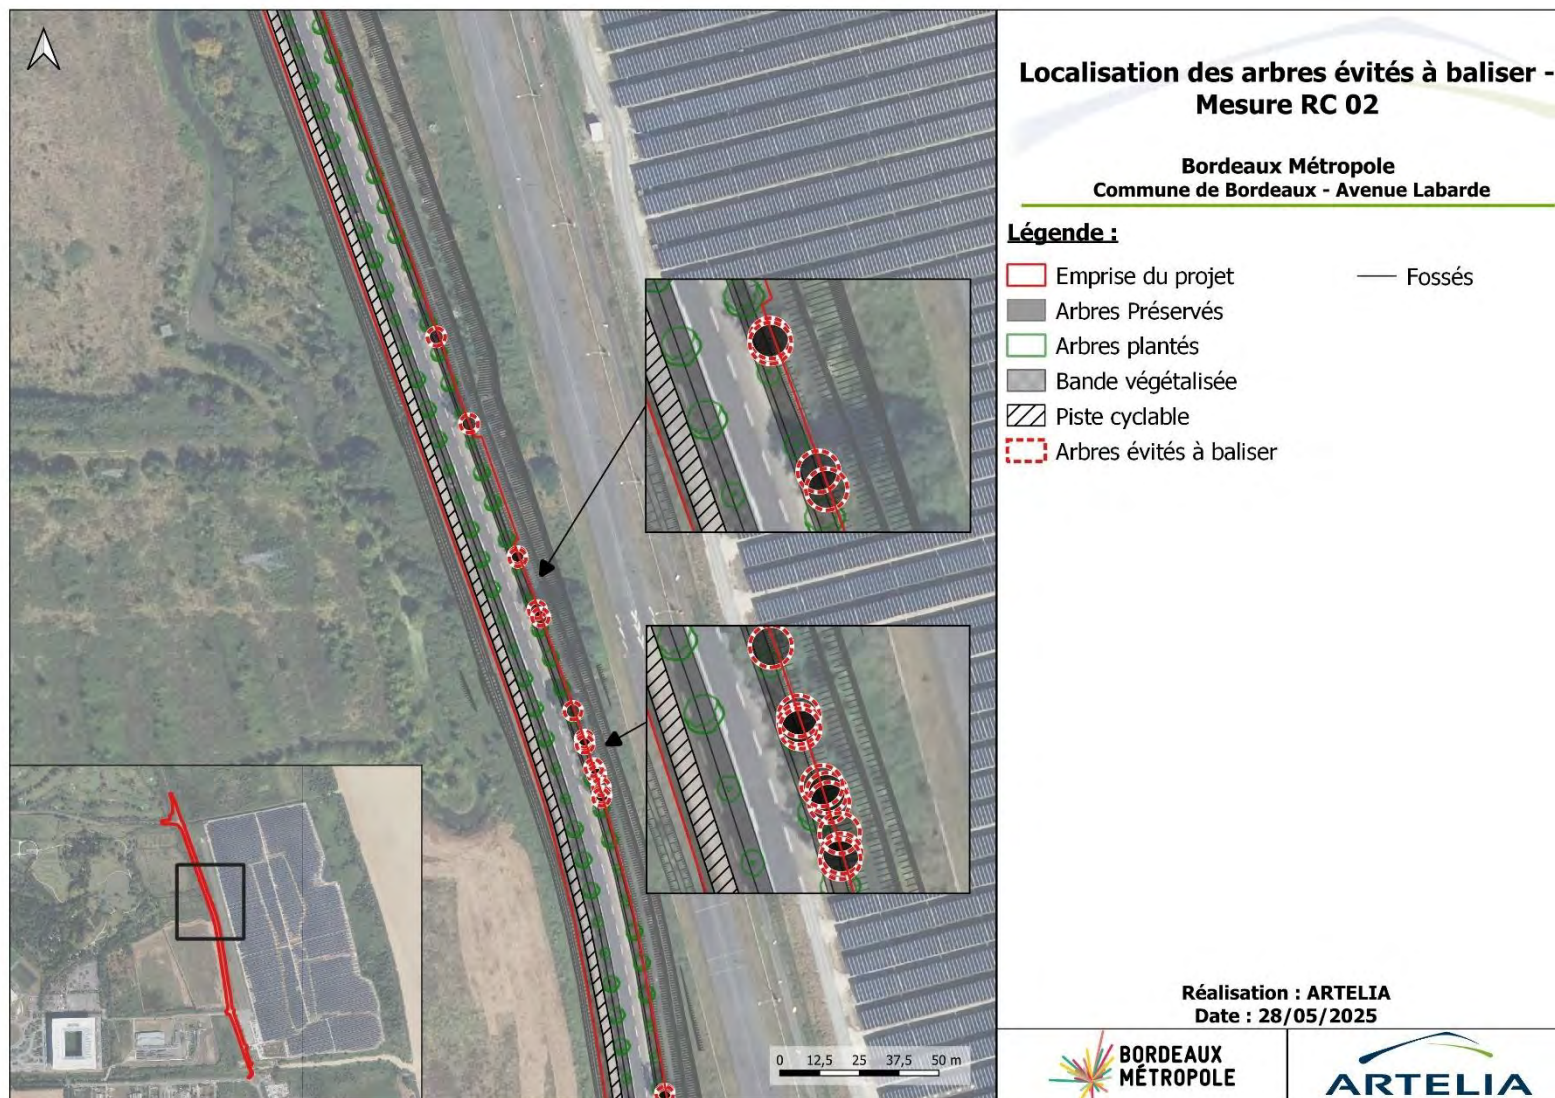 Localisation des arbres évités à baliser -
Mesure RC 02
Bordeaux Métropole
Commune de Bordeaux - Avenue Labarde
Légende :
Emprise du projet
Fossés
Arbres Préservés
Arbres plantés
Bande végétalisée
Piste cyclable
Arbres évités à baliser
0 12,5 25 37,5 50 m
Réalisation : ARTELIA
Date : 28/05/2025
BORDEAUX
MÉTROPOLE
ARTELIA